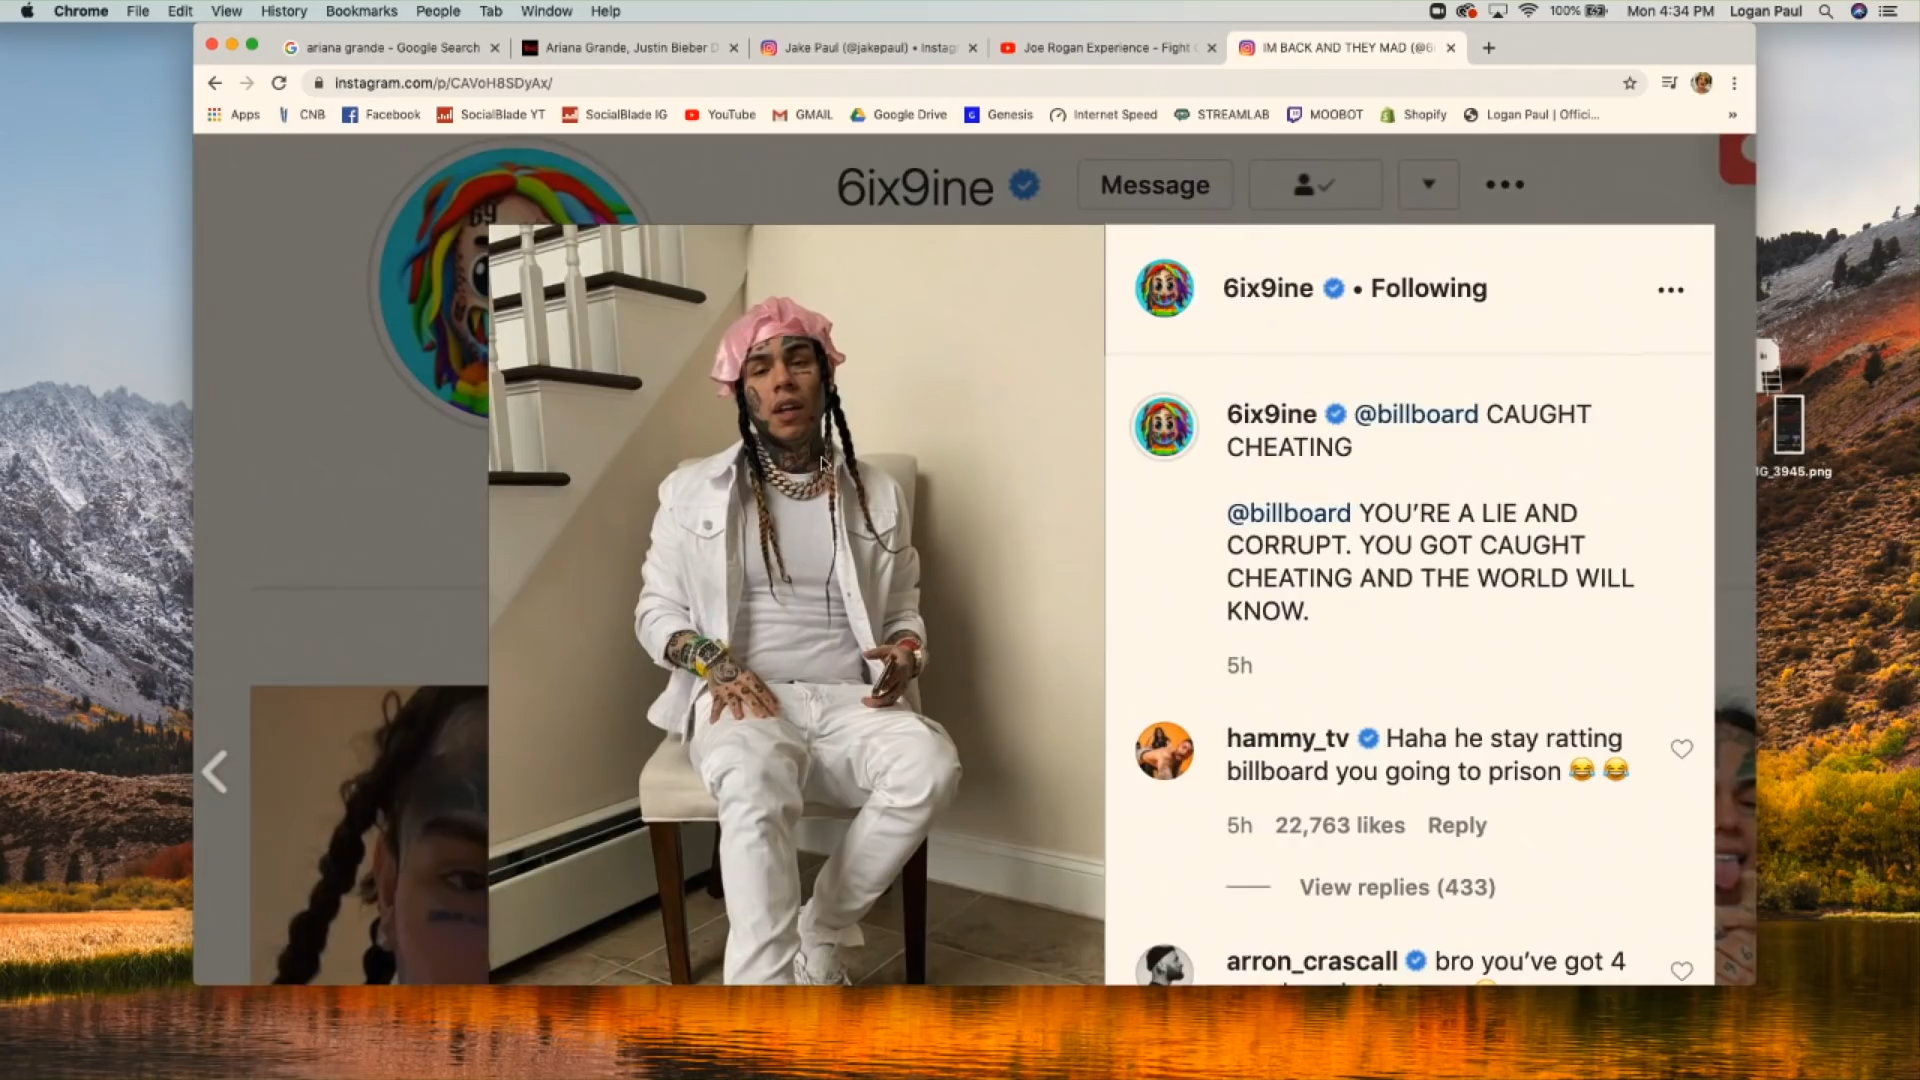 Chrome File Edit View History Bookmarks People Tab Window Help 100% Mon 4:34 PM Logan Paul
ariana grande - Google Search Ariana Grande, Justin Bieber D Jake Paul (@jakepaul) • Instag Joe Rogan Experience - Fight IM BACK AND THEY MAD (@6
instagram.com/p/CAVoH8SDyAx/
Apps CNB Facebook SocialBlade YT SocialBlade IG YouTube GMAIL Google Drive Genesis Internet Speed STREAMLAB MOOBOT Shopify Logan Paul | Offici... »
6ix9ine Message
69
6ix9ine • Following
6ix9ine @billboard CAUGHT
CHEATING
@billboard YOU’RE A LIE AND
CORRUPT. YOU GOT CAUGHT
CHEATING AND THE WORLD WILL
KNOW.
5h
hammy_tv Haha he stay ratting
billboard you going to prison 😂 😂
5h 22,763 likes Reply
View replies (433)
arron_crascall bro you’ve got 4
G_3945.png